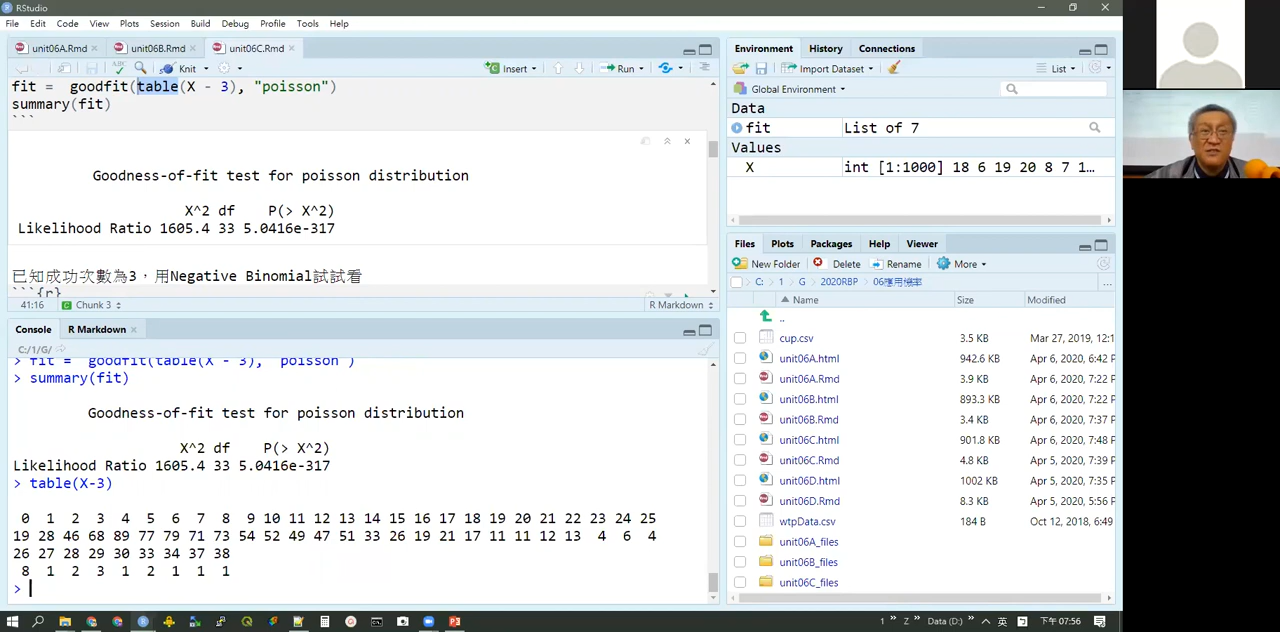 RStudio
File Edit Code View Plots Session Build Debug Profile Tools Help
unit06A.Rmd unit06B.Rmd unit06C.Rmd
Knit Insert Run
fit = goodfit(table(X - 3), "poisson")
summary(fit)
```
Goodness-of-fit test for poisson distribution
X^2 df P(> X^2)
Likelihood Ratio 1605.4 33 5.0416e-317
已知成功次數為3，用Negative Binomial試試看
```{r}
41:16 Chunk 3 R Markdown
Console R Markdown
C:/1/G/
> fit = goodfit(table(X - 3), "poisson")
> summary(fit)
Goodness-of-fit test for poisson distribution
X^2 df P(> X^2)
Likelihood Ratio 1605.4 33 5.0416e-317
> table(X-3)
0 1 2 3 4 5 6 7 8 9 10 11 12 13 14 15 16 17 18 19 20 21 22 23 24 25
19 28 46 68 89 77 79 71 73 54 52 49 47 51 33 26 19 21 17 11 11 12 13 4 6 4
26 27 28 29 30 33 34 37 38
8 1 2 3 1 2 1 1 1
>
Environment History Connections
Import Dataset List
Global Environment
Data
fit List of 7
Values
X int [1:1000] 18 6 19 20 8 7 1…
Files Plots Packages Help Viewer
New Folder Delete Rename More
C: 1 G 2020RBP 06應用機率 ...
Name Size Modified
..
cup.csv 3.5 KB Mar 27, 2019, 12:1
unit06A.html 942.6 KB Apr 6, 2020, 6:42 P
unit06A.Rmd 3.9 KB Apr 6, 2020, 7:22 P
unit06B.html 893.3 KB Apr 6, 2020, 7:22 P
unit06B.Rmd 3.4 KB Apr 6, 2020, 7:37 P
unit06C.html 901.8 KB Apr 6, 2020, 7:48 P
unit06C.Rmd 4.8 KB Apr 5, 2020, 7:39 P
unit06D.html 1002 KB Apr 5, 2020, 7:35 P
unit06D.Rmd 8.3 KB Apr 5, 2020, 5:56 P
wtpData.csv 184 B Oct 12, 2018, 6:49
unit06A_files
unit06B_files
unit06C_files
1 » Z » Data (D:) » 英 下午 07:56